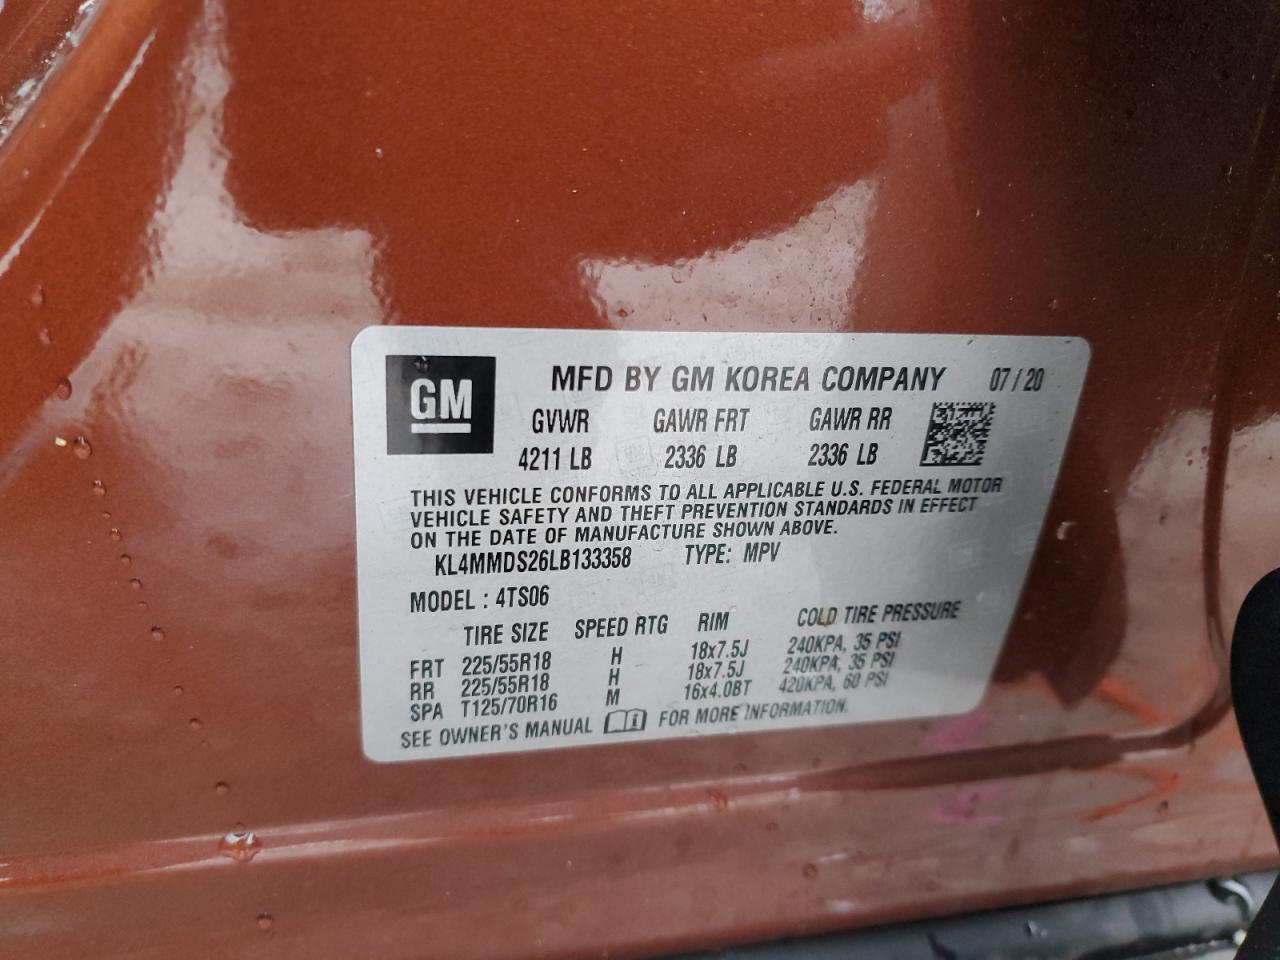 GM
MFD BY GM KOREA COMPANY 07/20
GVWR GAWR FRT GAWR RR
4211 LB 2336 LB 2336 LB
THIS VEHICLE CONFORMS TO ALL APPLICABLE U.S. FEDERAL MOTOR
VEHICLE SAFETY AND THEFT PREVENTION STANDARDS IN EFFECT
ON THE DATE OF MANUFACTURE SHOWN ABOVE.
KL4MMDS26LB133358 TYPE: MPV
MODEL : 4TS06
TIRE SIZE SPEED RTG RIM COLD TIRE PRESSURE
FRT 225/55R18 H 18x7.5J 240KPA, 35 PSI
RR 225/55R18 H 18x7.5J 240KPA, 35 PSI
SPA T125/70R16 M 16x4.0BT 420KPA, 60 PSI
SEE OWNER'S MANUAL FOR MORE INFORMATION.